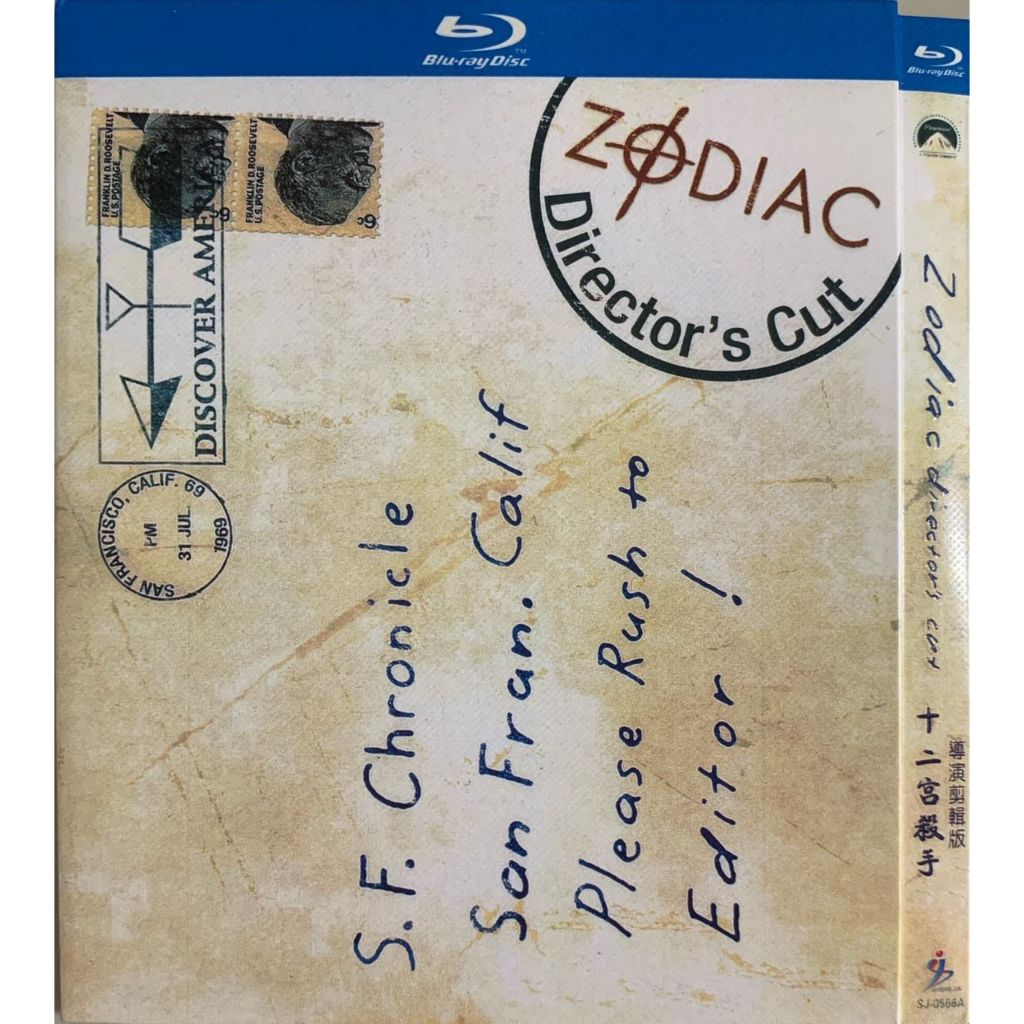 Blu-ray Disc
ZODIAC
Director's Cut
FRANKLIN D. ROOSEVELT
U.S. POSTAGE
6¢
FRANKLIN D. ROOSEVELT
U.S. POSTAGE
6¢
DISCOVER AMERICA
SAN FRANCISCO, CALIF. 69
PM
31 JUL
1969
S.F. Chronicle
San Fran. Calif
Please Rush to
Editor!
Blu-ray Disc
Paramount
Zodiac director's cut
十二宮殺手
導演剪輯版
SJ-0566A